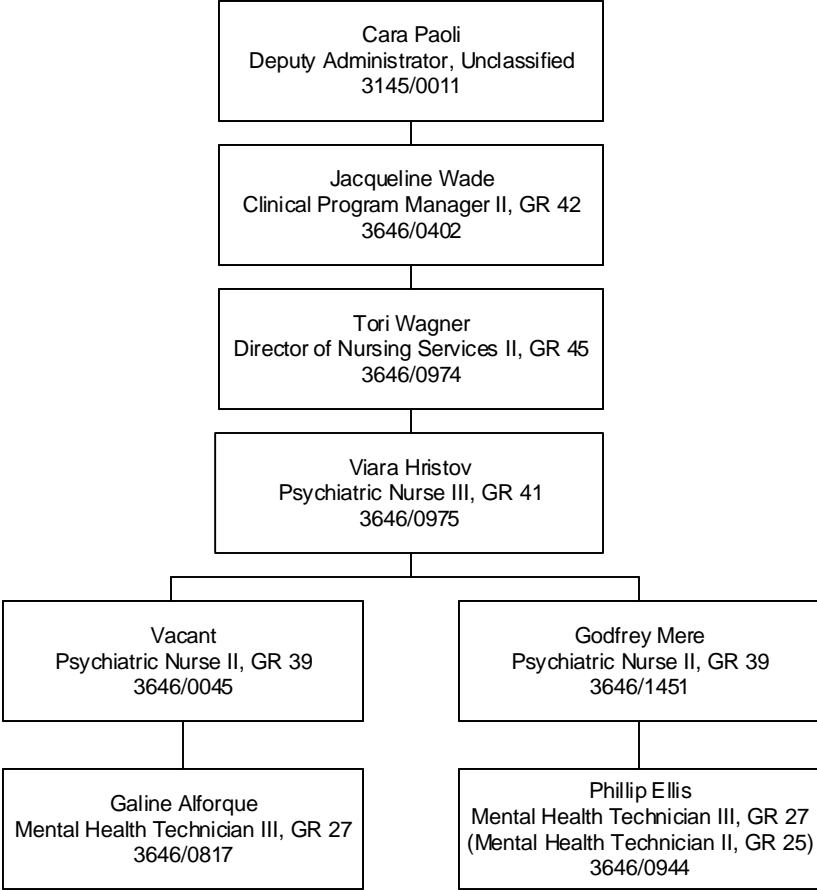 Cara Paoli
Deputy Administrator, Unclassified
3145/0011
Jacqueline Wade
Clinical Program Manager II, GR 42
3646/0402
Tori Wagner
Director of Nursing Services II, GR 45
3646/0974
Viara Hristov
Psychiatric Nurse III, GR 41
3646/0975
Vacant
Psychiatric Nurse II, GR 39
3646/0045
Godfrey Mere
Psychiatric Nurse II, GR 39
3646/1451
Galine Alforque
Mental Health Technician III, GR 27
3646/0817
Phillip Ellis
Mental Health Technician III, GR 27
(Mental Health Technician II, GR 25)
3646/0944